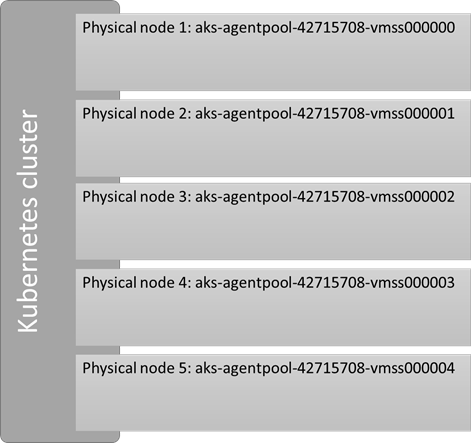 Kubernetes cluster
Physical node 1: aks-agentpool-42715708-vmss000000
Physical node 2: aks-agentpool-42715708-vmss000001
Physical node 3: aks-agentpool-42715708-vmss000002
Physical node 4: aks-agentpool-42715708-vmss000003
Physical node 5: aks-agentpool-42715708-vmss000004